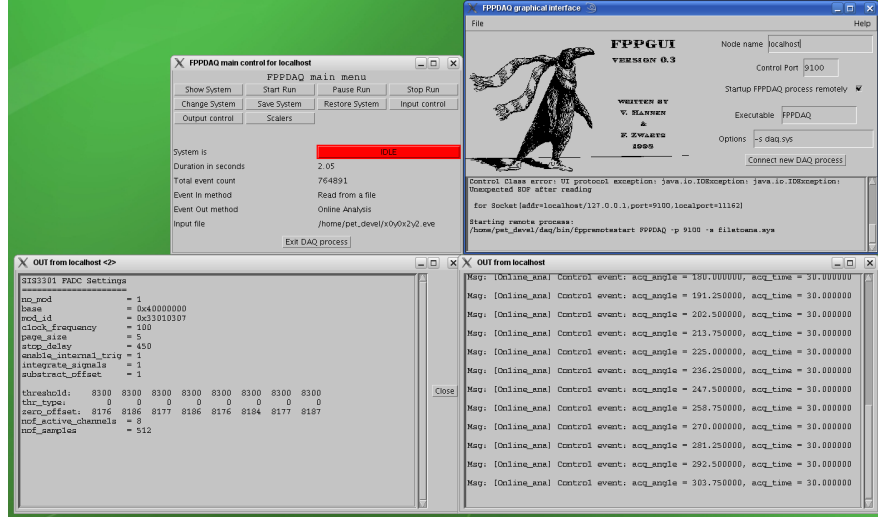 FPPDAQ graphical interface
File Help
FPPGUI
VERSION 0.3
WRITTEN BY
V. HANNEN
&
F. ZWARTS
1998
Node name localhost
Control Port 9100
Startup FPPDAQ process remotely
Executable FPPDAQ
Options -s daq.sys
Connect new DAQ process
Control Class error: UI protocol exception: java.io.IOException: java.io.IOException:
Unexpected EOF after reading
for Socket[addr=localhost/127.0.0.1,port=9100,localport=11162]
Starting remote process:
/home/pet_devel/daq/bin/fppremotestart FPPDAQ -p 9100 -s filetoana.sys
FPPDAQ main control for localhost
FPPDAQ main menu
Show System Start Run Pause Run Stop Run
Change System Save System Restore System Input control
Output control Scalers
System is IDLE
Duration in seconds 2.05
Total event count 764891
Event In method Read from a file
Event Out method Online Analysis
Input file /home/pet_devel/x0y0x2y2.eve
Exit DAQ process
OUT from localhost <2>
SIS3301 FADC Settings
=====================
no_mod = 1
base = 0x40000000
mod_id = 0x33010307
clock_frequency = 100
page_size = 5
stop_delay = 450
enable_internal_trig = 1
integrate_signals = 1
substract_offset = 1
threshold: 8300 8300 8300 8300 8300 8300 8300 8300
thr_type: 0 0 0 0 0 0 0 0
zero_offset: 8176 8186 8177 8186 8176 8184 8177 8187
nof_active_channels = 8
nof_samples = 512
Close
OUT from localhost
Msg: [Online_ana] Control event: acq_angle = 180.000000, acq_time = 30.000000
Msg: [Online_ana] Control event: acq_angle = 191.250000, acq_time = 30.000000
Msg: [Online_ana] Control event: acq_angle = 202.500000, acq_time = 30.000000
Msg: [Online_ana] Control event: acq_angle = 213.750000, acq_time = 30.000000
Msg: [Online_ana] Control event: acq_angle = 225.000000, acq_time = 30.000000
Msg: [Online_ana] Control event: acq_angle = 236.250000, acq_time = 30.000000
Msg: [Online_ana] Control event: acq_angle = 247.500000, acq_time = 30.000000
Msg: [Online_ana] Control event: acq_angle = 258.750000, acq_time = 30.000000
Msg: [Online_ana] Control event: acq_angle = 270.000000, acq_time = 30.000000
Msg: [Online_ana] Control event: acq_angle = 281.250000, acq_time = 30.000000
Msg: [Online_ana] Control event: acq_angle = 292.500000, acq_time = 30.000000
Msg: [Online_ana] Control event: acq_angle = 303.750000, acq_time = 30.000000